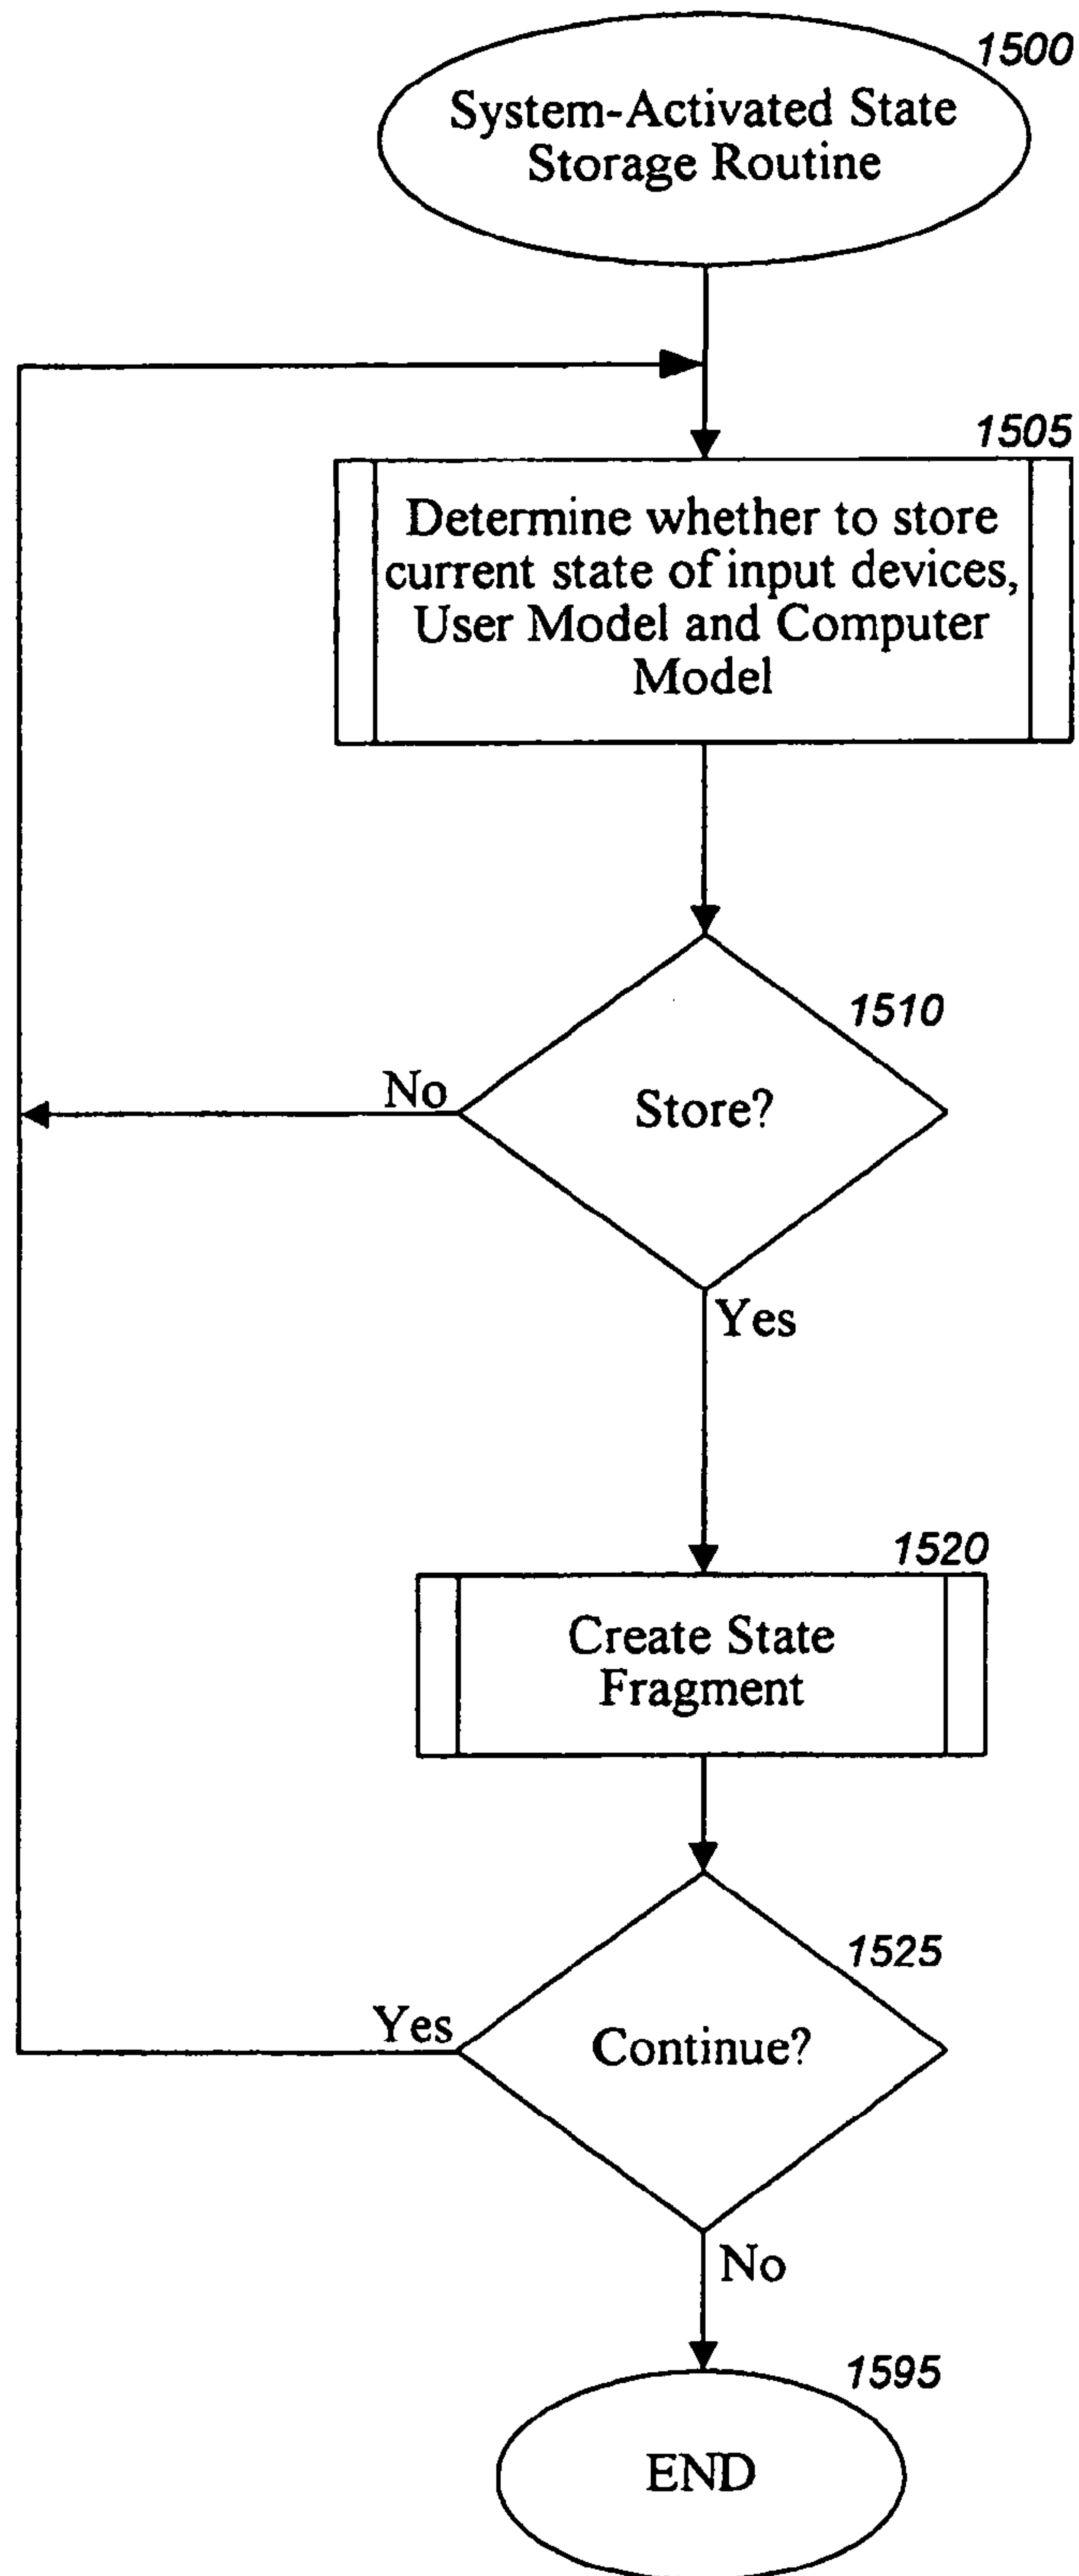 1500
System-Activated State
Storage Routine
1505
Determine whether to store
current state of input devices,
User Model and Computer
Model
1510
No
Store?
Yes
1520
Create State
Fragment
1525
Yes
Continue?
No
1595
END